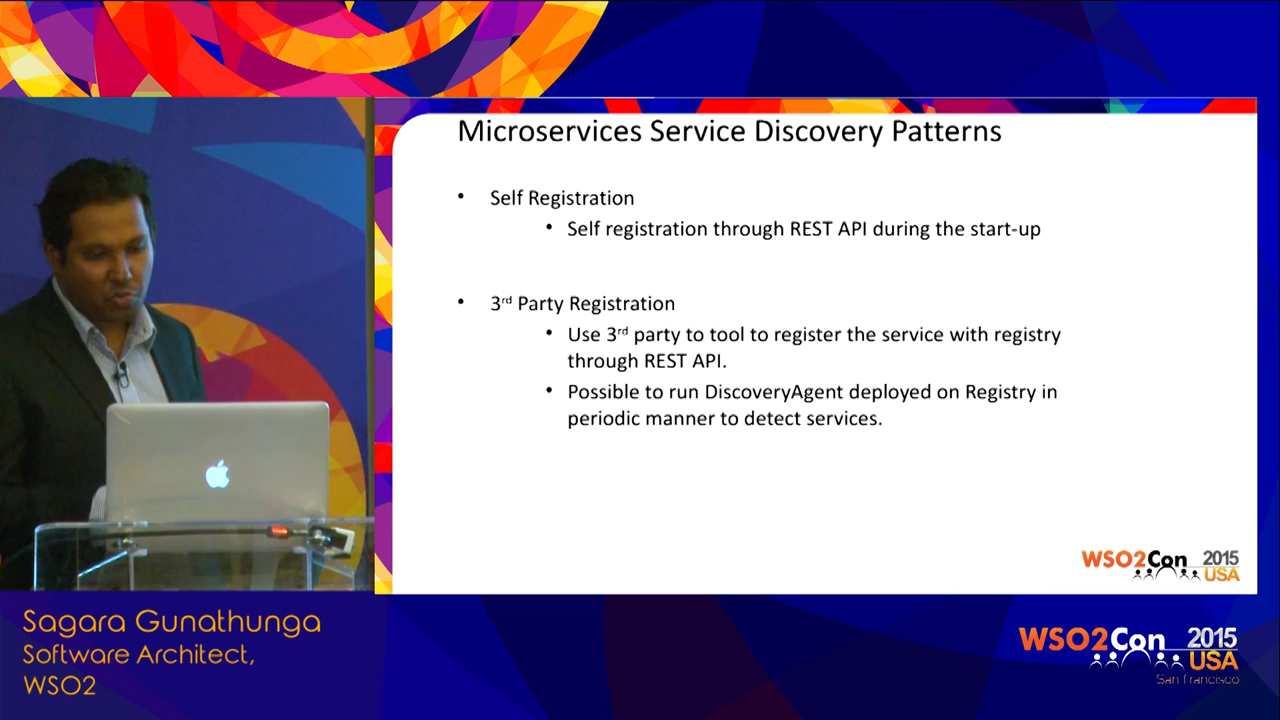 Microservices Service Discovery Patterns
• Self Registration
• Self registration through REST API during the start-up
• 3rd Party Registration
• Use 3rd party to tool to register the service with registry
through REST API.
• Possible to run DiscoveryAgent deployed on Registry in
periodic manner to detect services.
WSO2Con 2015
USA
Sagara Gunathunga
Software Architect,
WSO2
WSO2Con 2015
USA
San Francisco